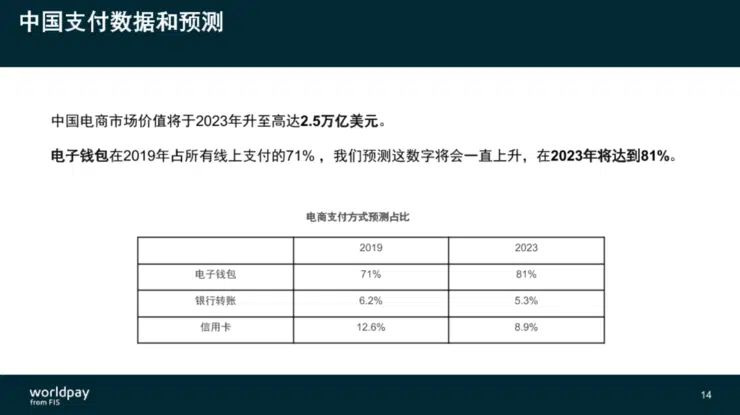 中国支付数据和预测
中国电商市场价值将于2023年升至高达2.5万亿美元。
电子钱包在2019年占所有线上支付的71% ，我们预测这数字将会一直上升，在2023年将达到81%。
电商支付方式预测占比
2019 2023
电子钱包 71% 81%
银行转账 6.2% 5.3%
信用卡 12.6% 8.9%
worldpay
from FIS
14